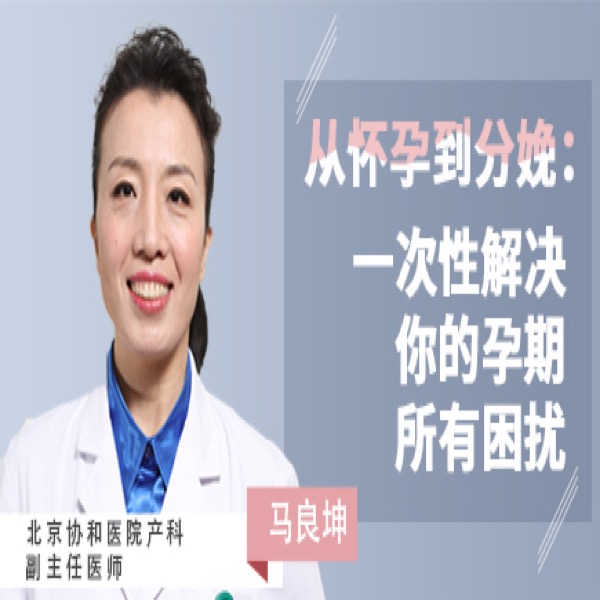 从怀孕到分娩：
一次性解决
你的孕期
所有困扰
马良坤
北京协和医院产科
副主任医师